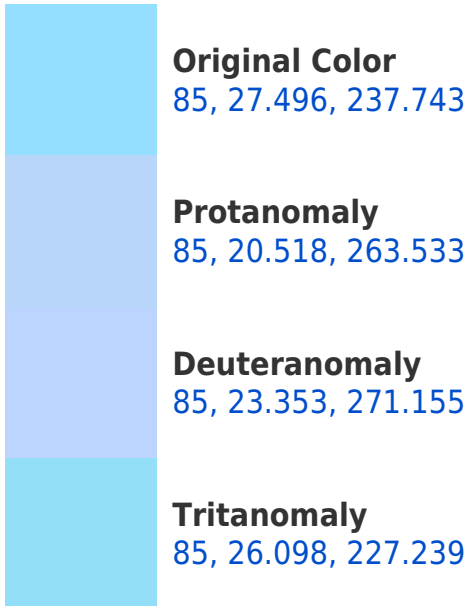 Original Color
85, 27.496, 237.743
Protanomaly
85, 20.518, 263.533
Deuteranomaly
85, 23.353, 271.155
Tritanomaly
85, 26.098, 227.239